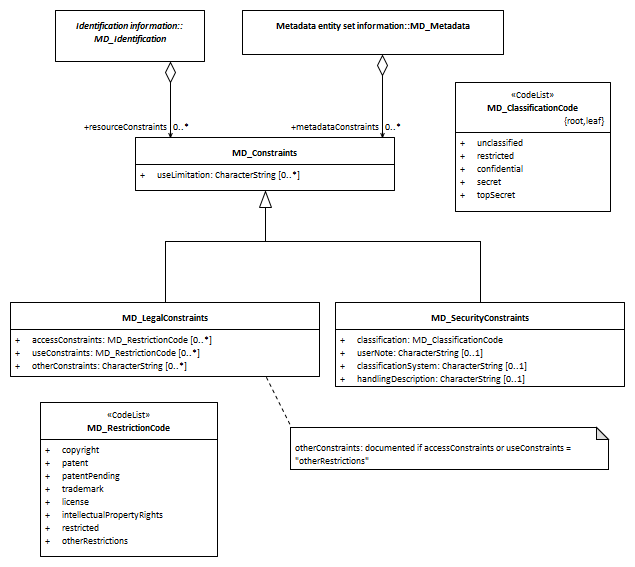 Identification information::
MD_Identification
Metadata entity set information::MD_Metadata
+resourceConstraints 0..*
+metadataConstraints 0..*
«CodeList»
MD_ClassificationCode
{root,leaf}
+ unclassified
+ restricted
+ confidential
+ secret
+ topSecret
MD_Constraints
+ useLimitation: CharacterString [0..*]
MD_LegalConstraints
+ accessConstraints: MD_RestrictionCode [0..*]
+ useConstraints: MD_RestrictionCode [0..*]
+ otherConstraints: CharacterString [0..*]
MD_SecurityConstraints
+ classification: MD_ClassificationCode
+ userNote: CharacterString [0..1]
+ classificationSystem: CharacterString [0..1]
+ handlingDescription: CharacterString [0..1]
«CodeList»
MD_RestrictionCode
+ copyright
+ patent
+ patentPending
+ trademark
+ license
+ intellectualPropertyRights
+ restricted
+ otherRestrictions
otherConstraints: documented if accessConstraints or useConstraints =
"otherRestrictions"